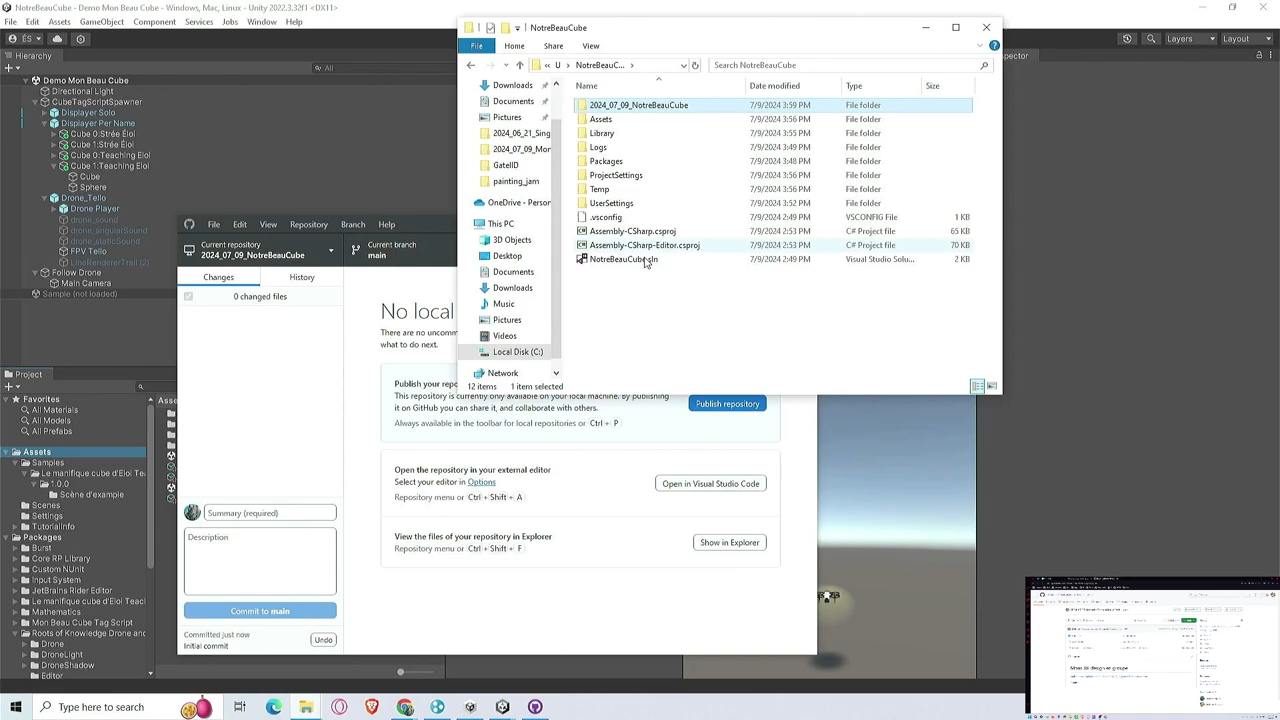 NotreBeauCube - Demo Mon Beau Cube - Windows, Mac, Linux - Unity 2022.3.32f1 <DX11>
File Edit Assets GameObject Component Services Jobs Window Help
ÉS
Layers
Layout
Hierarchy
All
Demo Mon Beau Cube
Directional Light
CubeTagScriptSpawner
Displayer Solo
Displayer Per Name
Cube 0:Strée Éloi
Cube 1:Strée Éloi
Cube 0:Teaching Eloi
Cube 1:Teaching Eloi
Cube
Sphere
Drone_Tello
Drone Player
drone_sound
drone_angularSound
drone_staticSound
FPV Tello
LineRendererTrail (2)
Follow Drone
Main Camera
Sample (not loaded)
Project
Favorites
All Materials
All Models
All Prefabs
Assets
Samples
Le manifique cube d'Eloi Te
1.0.0
Scène d'example
Scenes
Settings
TutorialInfo
Packages
Burst
Core RP Library
Custom NUnit
Input System
JetBrains Rider Editor
Le manifique cube d'Eloi Teach
Mathematics
Mon Beau Cube Tag Script
Roots of Knowledge Drone and
Drone
DroneLight
DroneShadow
Editor
Asse
File Edit View Repository Branch Help
Current repository
2024_07_09_NotreBeauCube
Current branch
main
Changes
History
0 changed files
Summary (required)
Description
Commit to main
Committed just now
Initial commit
Undo
No local
There are no uncomm
what to do next.
Publish your repo
This repository is currently only available on your local machine. By publishing
it on GitHub you can share it, and collaborate with others.
Always available in the toolbar for local repositories or Ctrl + P
Publish repository
Open the repository in your external editor
Select your editor in Options
Repository menu or Ctrl + Shift + A
Open in Visual Studio Code
View the files of your repository in Explorer
Repository menu or Ctrl + Shift + F
Show in Explorer
NotreBeauCube
File Home Share View
« U > NotreBeauC... >
Search NotreBeauCube
Downloads
Documents
Pictures
2024_06_21_Sing
2024_07_09_Mor
GateIID
painting_jam
OneDrive - Person
This PC
3D Objects
Desktop
Documents
Downloads
Music
Pictures
Videos
Local Disk (C:)
Network
Name Date modified Type Size
2024_07_09_NotreBeauCube 7/9/2024 3:59 PM File folder
Assets 7/9/2024 3:56 PM File folder
Library 7/9/2024 3:55 PM File folder
Logs 7/9/2024 3:49 PM File folder
Packages 7/9/2024 3:48 PM File folder
ProjectSettings 7/9/2024 3:56 PM File folder
Temp 7/9/2024 3:56 PM File folder
UserSettings 7/9/2024 3:52 PM File folder
.vsconfig 7/9/2024 2:49 PM VSCONFIG File 1 KB
Assembly-CSharp.csproj 7/9/2024 2:53 PM C# Project file 65 KB
Assembly-CSharp-Editor.csproj 7/9/2024 2:53 PM C# Project file 70 KB
NotreBeauCube.sln 7/9/2024 2:49 PM Visual Studio Solu... 2 KB
12 items 1 item selected
spector
Type here to search